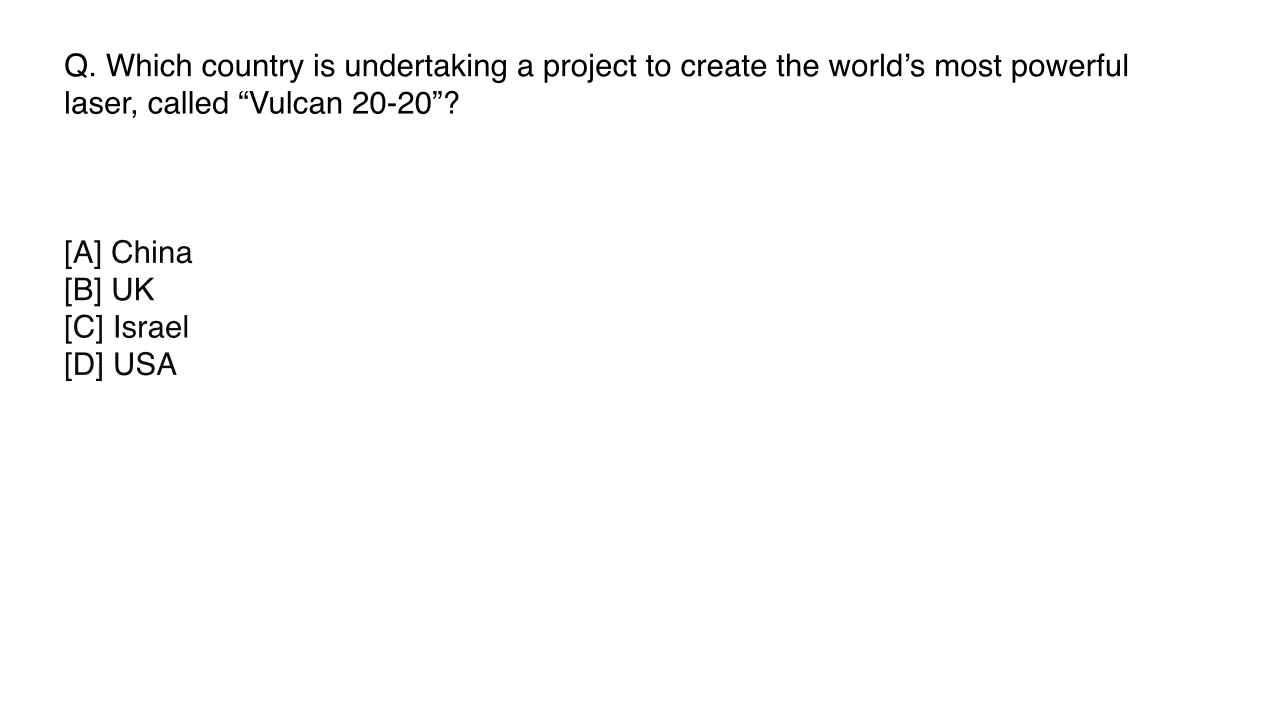 Q. Which country is undertaking a project to create the world’s most powerful
laser, called “Vulcan 20-20”?
[A] China
[B] UK
[C] Israel
[D] USA